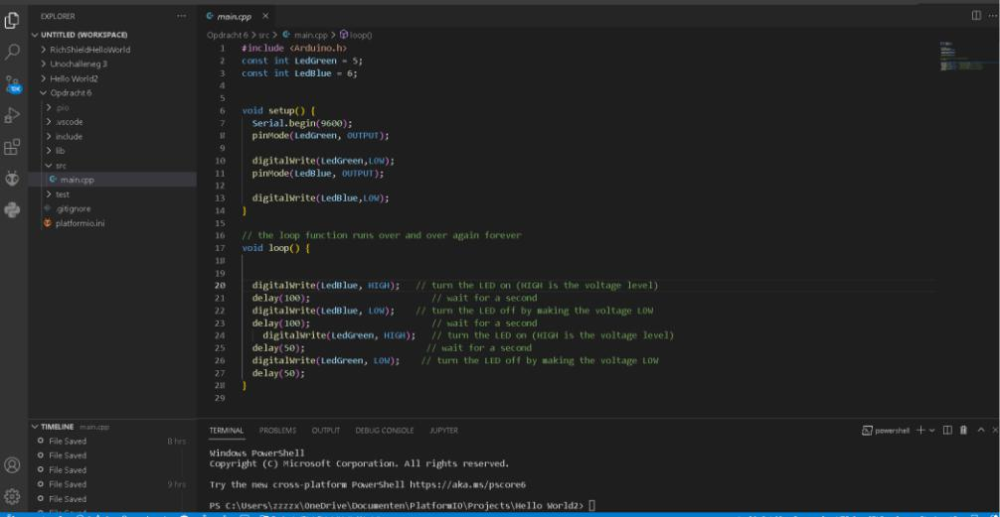 EXPLORER
UNTITLED (WORKSPACE)
RichShieldHelloWorld
Unochalleneg 3
Hello World2
Opdracht 6
.pio
.vscode
include
lib
src
main.cpp
test
.gitignore
platformio.ini
TIMELINE main.cpp
File Saved 8 hrs
File Saved
File Saved
File Saved 9 hrs
File Saved
File Saved
main.cpp
Opdracht 6 > src > main.cpp > loop()
1 #include <Arduino.h>
2 const int LedGreen = 5;
3 const int LedBlue = 6;
4
5
6 void setup() {
7 Serial.begin(9600);
8 pinMode(LedGreen, OUTPUT);
9
10 digitalWrite(LedGreen,LOW);
11 pinMode(LedBlue, OUTPUT);
12
13 digitalWrite(LedBlue,LOW);
14 }
15
16 // the loop function runs over and over again forever
17 void loop() {
18
19
20 digitalWrite(LedBlue, HIGH); // turn the LED on (HIGH is the voltage level)
21 delay(100); // wait for a second
22 digitalWrite(LedBlue, LOW); // turn the LED off by making the voltage LOW
23 delay(100); // wait for a second
24 digitalWrite(LedGreen, HIGH); // turn the LED on (HIGH is the voltage level)
25 delay(50); // wait for a second
26 digitalWrite(LedGreen, LOW); // turn the LED off by making the voltage LOW
27 delay(50);
28 }
29
TERMINAL PROBLEMS OUTPUT DEBUG CONSOLE JUPYTER
powershell
Windows PowerShell
Copyright (C) Microsoft Corporation. All rights reserved.
Try the new cross-platform PowerShell https://aka.ms/pscore6
PS C:\Users\zzzzx\OneDrive\Documenten\PlatformIO\Projects\Hello World2>